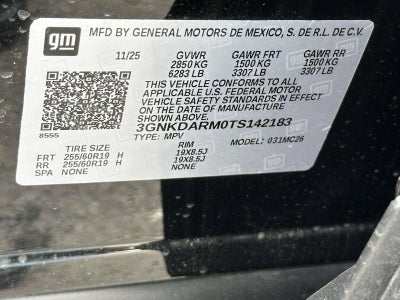 gm
MFD BY GENERAL MOTORS DE MEXICO, S. DE R.L. DE C.V.
11/25 GVWR GAWR FRT GAWR RR
2850 KG 1500 KG 1500 KG
6283 LB 3307 LB 3307 LB
THIS VEHICLE CONFORMS TO ALL
APPLICABLE U.S. FEDERAL MOTOR
VEHICLE SAFETY STANDARDS IN EFFECT ON
THE DATE OF MANUFACTURE
SHOWN ABOVE
3GNKDARM0TS142183
8555 TYPE: MPV MODEL: 031MC26
TIRE SIZE RIM
FRT 255/60R19 H 19X8.5J
RR 255/60R19 H 19X8.5J
SPA NONE NONE